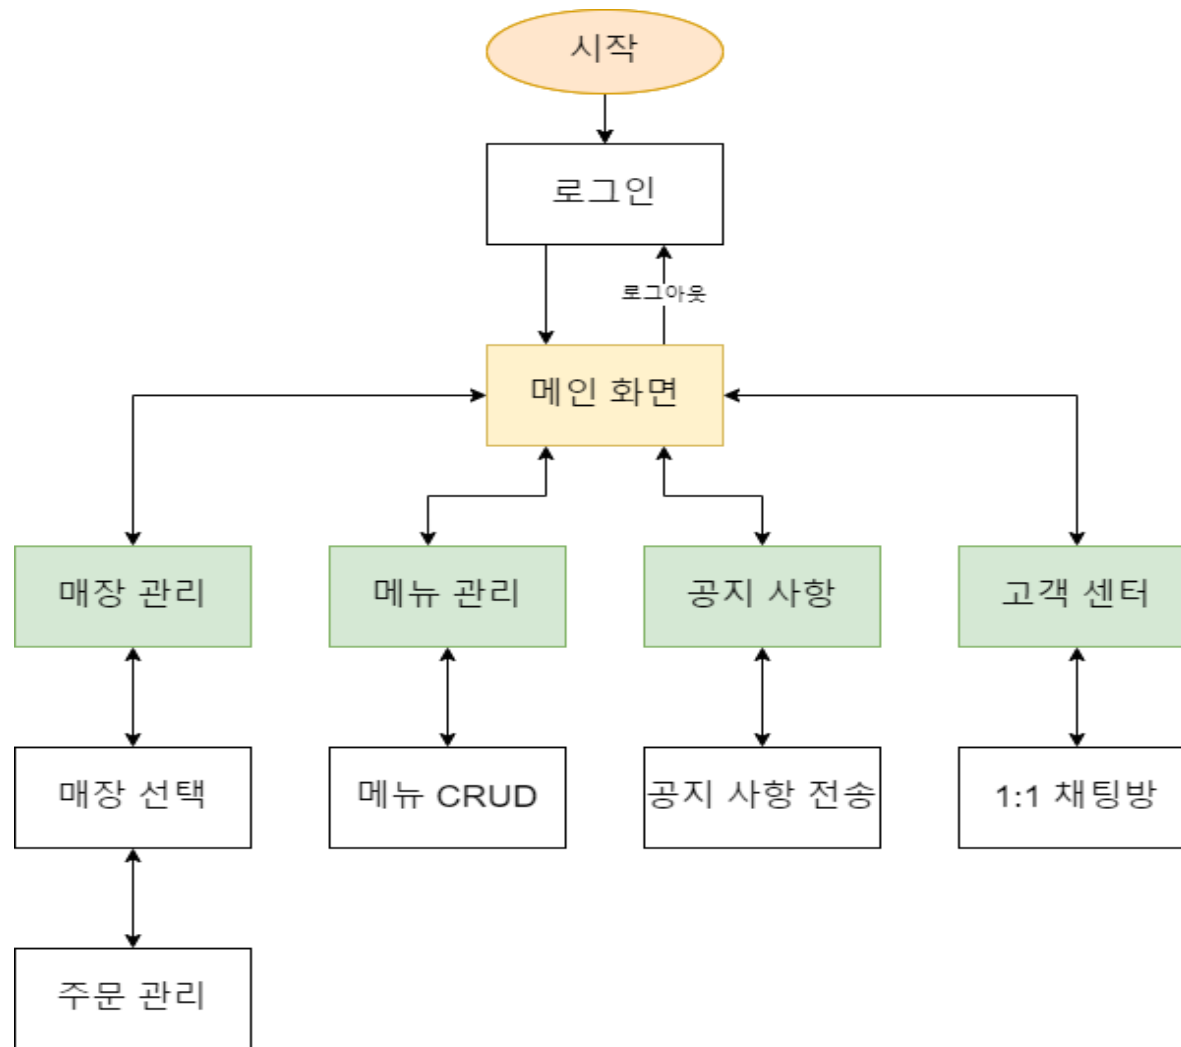 시작
로그인
로그아웃
메인 화면
매장 관리
메뉴 관리
공지 사항
고객 센터
매장 선택
메뉴 CRUD
공지 사항 전송
1:1 채팅방
주문 관리